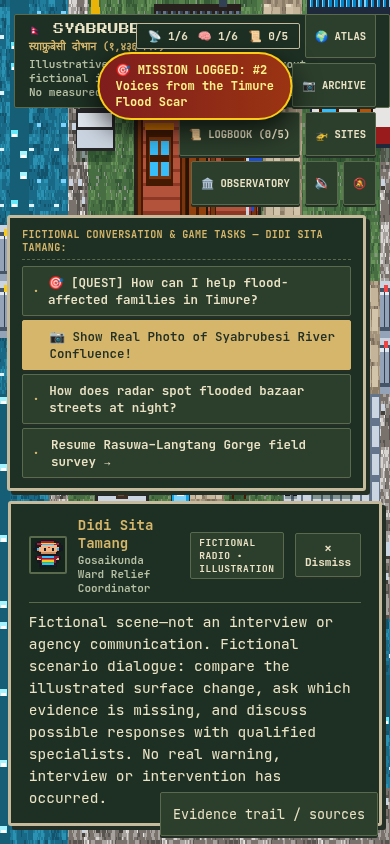 SYABRUBE
स्याफ्रुबेसी दोभान
📡 1/6 🧠 1/6 📜 0/5
🌍 ATLAS
Illustrative
fictional
No measured
🎯 MISSION LOGGED: #2
Voices from the Timure
Flood Scar
📷 ARCHIVE
📜 LOGBOOK (0/5)
🚁 SITES
🏛️ OBSERVATORY
FICTIONAL CONVERSATION & GAME TASKS — DIDI SITA
TAMANG:
· 🎯 [QUEST] How can I help flood-
affected families in Timure?
📷 Show Real Photo of Syabrubesi River
Confluence!
· How does radar spot flooded bazaar
streets at night?
· Resume Rasuwa–Langtang Gorge field
survey →
Didi Sita
Tamang
Gosaikunda
Ward Relief
Coordinator
FICTIONAL
RADIO •
ILLUSTRATION
×
Dismiss
Fictional scene—not an interview or
agency communication. Fictional
scenario dialogue: compare the
illustrated surface change, ask which
evidence is missing, and discuss
possible responses with qualified
specialists. No real warning,
interview or intervention has
occurred.
Evidence trail / sources